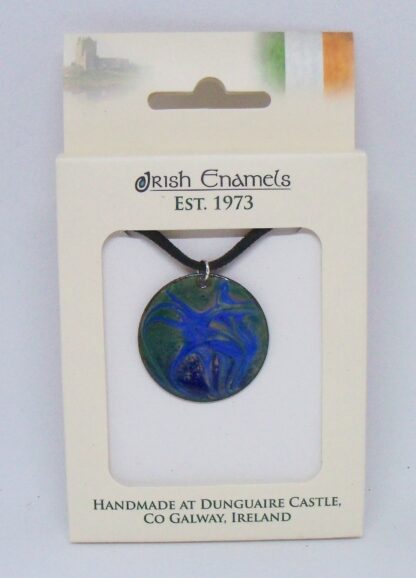 Irish Enamels
Est. 1973
Handmade at Dunguaire Castle,
Co Galway, Ireland